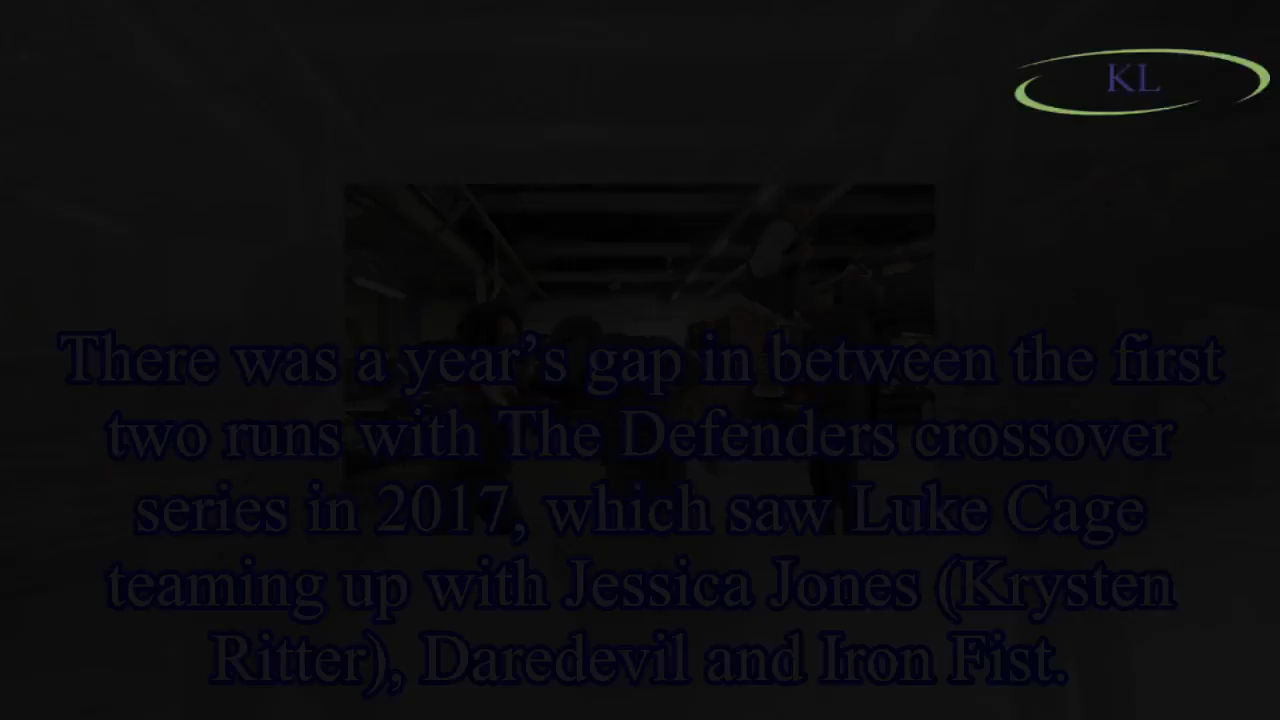 KL
There was a year’s gap in between the first
two runs with The Defenders crossover
series in 2017, which saw Luke Cage
teaming up with Jessica Jones (Krysten
Ritter), Daredevil and Iron Fist.